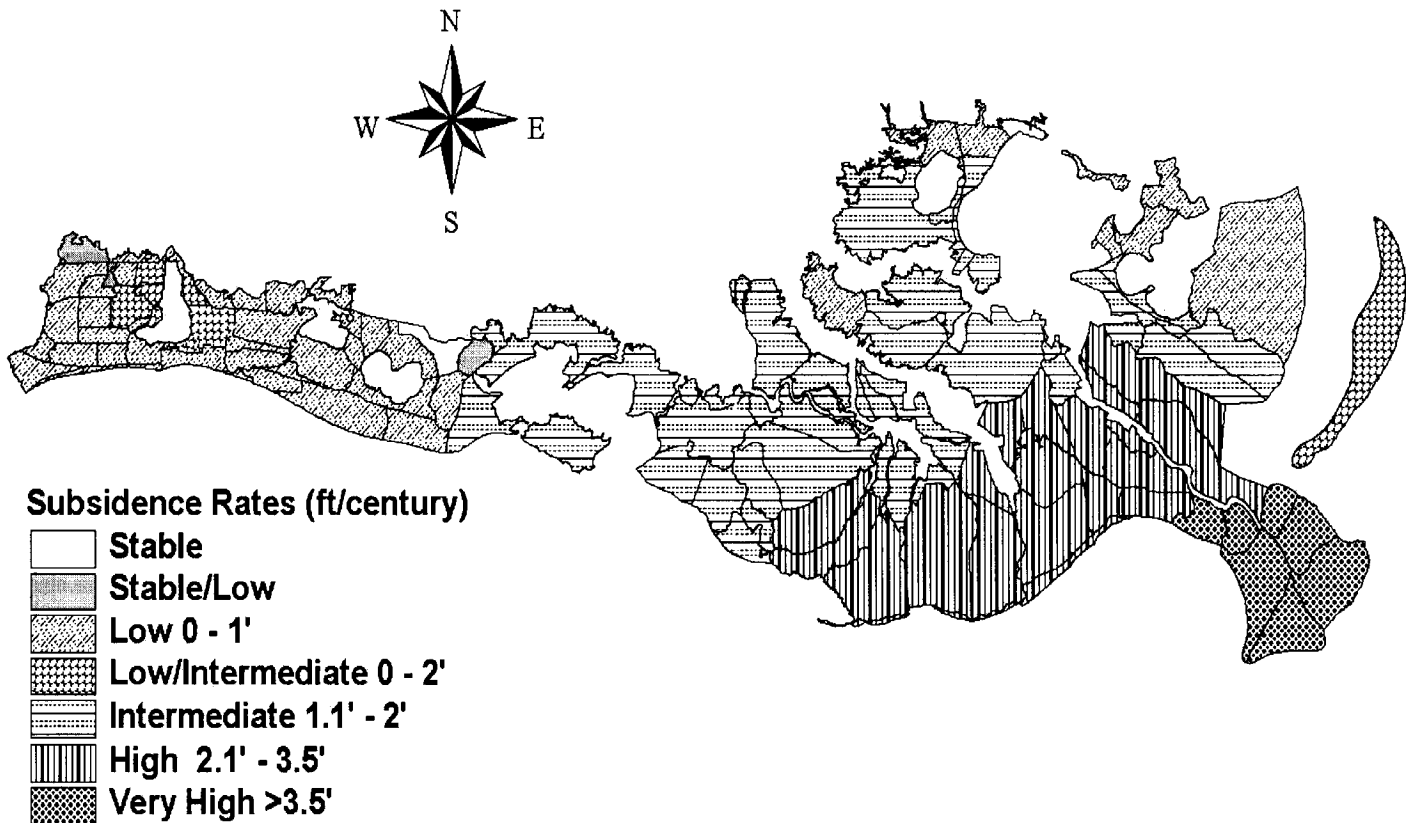 N
W
E
S
Subsidence Rates (ft/century)
Stable
Stable/Low
Low 0 - 1'
Low/Intermediate 0 - 2'
Intermediate 1.1' - 2'
High 2.1' - 3.5'
Very High >3.5'